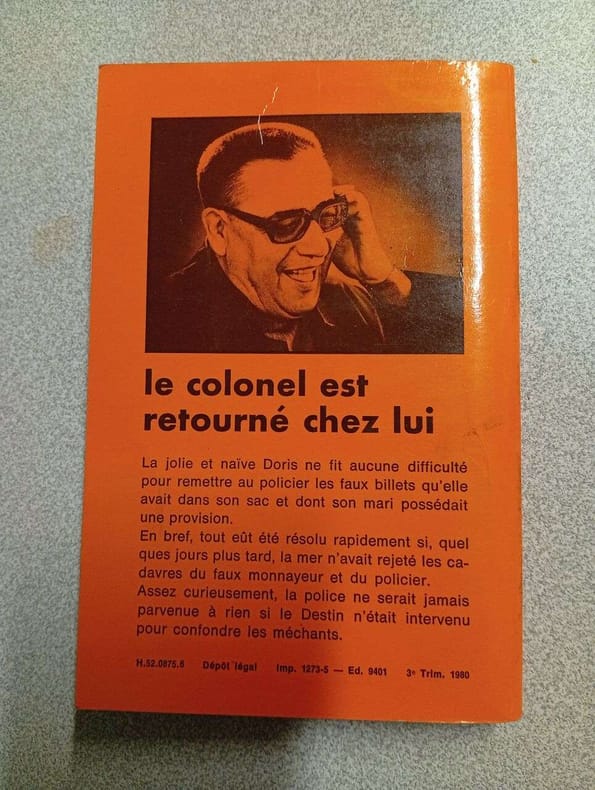 le colonel est
retourné chez lui
La jolie et naïve Doris ne fit aucune difficulté
pour remettre au policier les faux billets qu'elle
avait dans son sac et dont son mari possédait
une provision.
En bref, tout eût été résolu rapidement si, quel
ques jours plus tard, la mer n'avait rejeté les ca-
davres du faux monnayeur et du policier.
Assez curieusement, la police ne serait jamais
parvenue à rien si le Destin n'était intervenu
pour confondre les méchants.
H.52.0875.6 Dépôt légal Imp. 1273-5 — Ed. 9401 3e Trim. 1980